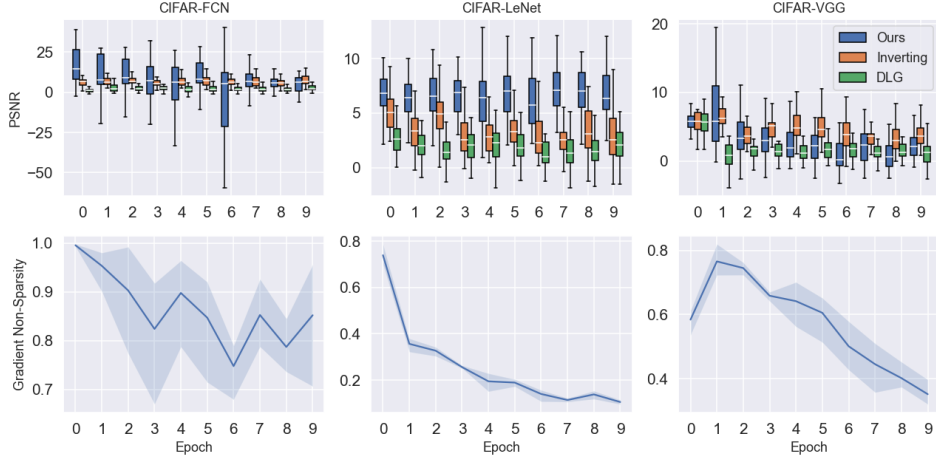 CIFAR-FCN
CIFAR-LeNet
CIFAR-VGG
PSNR
25
0
−25
−50
0 1 2 3 4 5 6 7 8 9
10
5
0
0 1 2 3 4 5 6 7 8 9
20
10
0
0 1 2 3 4 5 6 7 8 9
Ours
Inverting
DLG
Gradient Non-Sparsity
1.0
0.9
0.8
0.7
0 1 2 3 4 5 6 7 8 9
Epoch
0.8
0.6
0.4
0.2
0 1 2 3 4 5 6 7 8 9
Epoch
0.8
0.6
0.4
0 1 2 3 4 5 6 7 8 9
Epoch